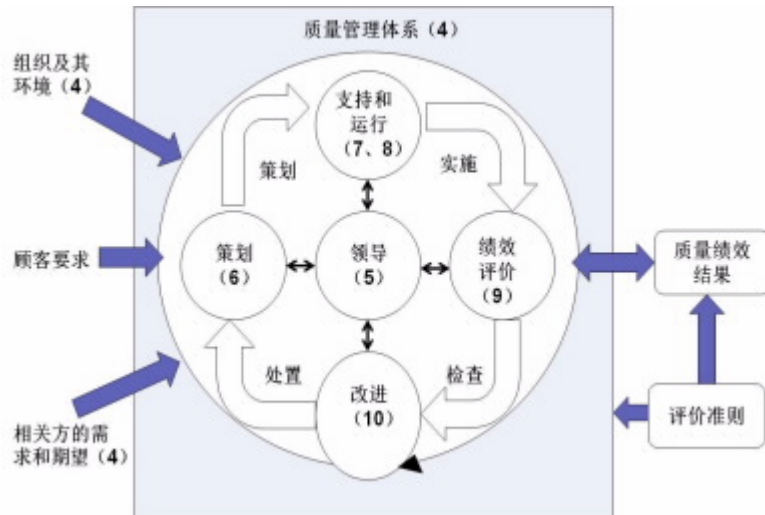 质量管理体系（4）
组织及其
环境（4）
支持和
运行
（7、8）
策划
实施
顾客要求
策划
（6）
领导
（5）
绩效
评价
（9）
质量绩效
结果
处置
检查
改进
（10）
评价准则
相关方的需
求和期望（4）